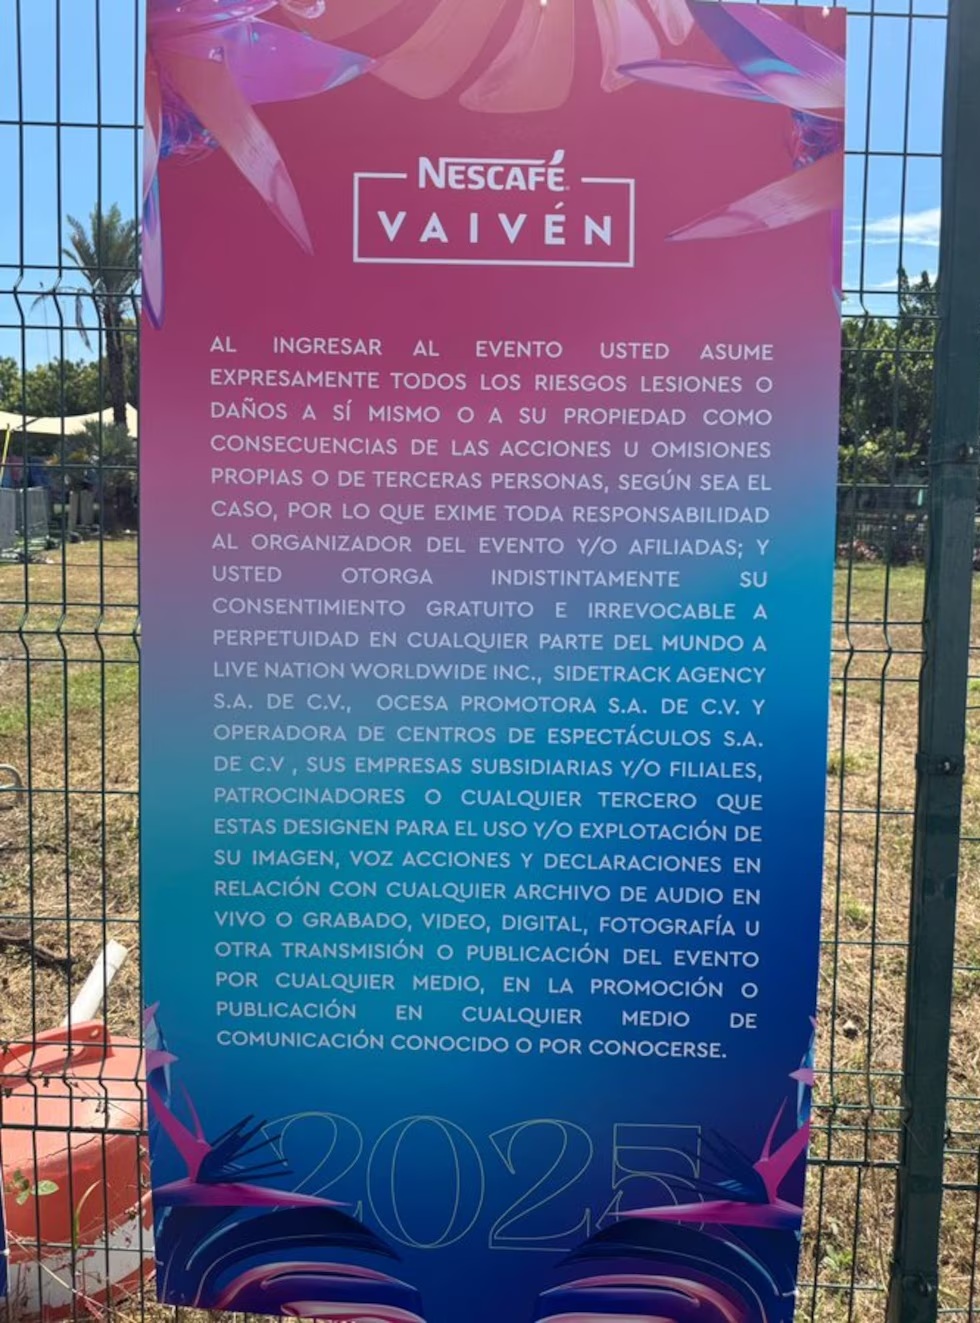 NESCAFÉ
VAIVÉN
AL INGRESAR AL EVENTO USTED ASUME
EXPRESAMENTE TODOS LOS RIESGOS LESIONES O
DAÑOS A SÍ MISMO O A SU PROPIEDAD COMO
CONSECUENCIAS DE LAS ACCIONES U OMISIONES
PROPIAS O DE TERCERAS PERSONAS, SEGÚN SEA EL
CASO, POR LO QUE EXIME TODA RESPONSABILIDAD
AL ORGANIZADOR DEL EVENTO Y/O AFILIADAS; Y
USTED OTORGA INDISTINTAMENTE SU
CONSENTIMIENTO GRATUITO E IRREVOCABLE A
PERPETUIDAD EN CUALQUIER PARTE DEL MUNDO A
LIVE NATION WORLDWIDE INC., SIDETRACK AGENCY
S.A. DE C.V., OCESA PROMOTORA S.A. DE C.V. Y
OPERADORA DE CENTROS DE ESPECTÁCULOS S.A.
DE C.V , SUS EMPRESAS SUBSIDIARIAS Y/O FILIALES,
PATROCINADORES O CUALQUIER TERCERO QUE
ESTAS DESIGNEN PARA EL USO Y/O EXPLOTACIÓN DE
SU IMAGEN, VOZ ACCIONES Y DECLARACIONES EN
RELACIÓN CON CUALQUIER ARCHIVO DE AUDIO EN
VIVO O GRABADO, VIDEO, DIGITAL, FOTOGRAFÍA U
OTRA TRANSMISIÓN O PUBLICACIÓN DEL EVENTO
POR CUALQUIER MEDIO, EN LA PROMOCIÓN O
PUBLICACIÓN EN CUALQUIER MEDIO DE
COMUNICACIÓN CONOCIDO O POR CONOCERSE.
2025